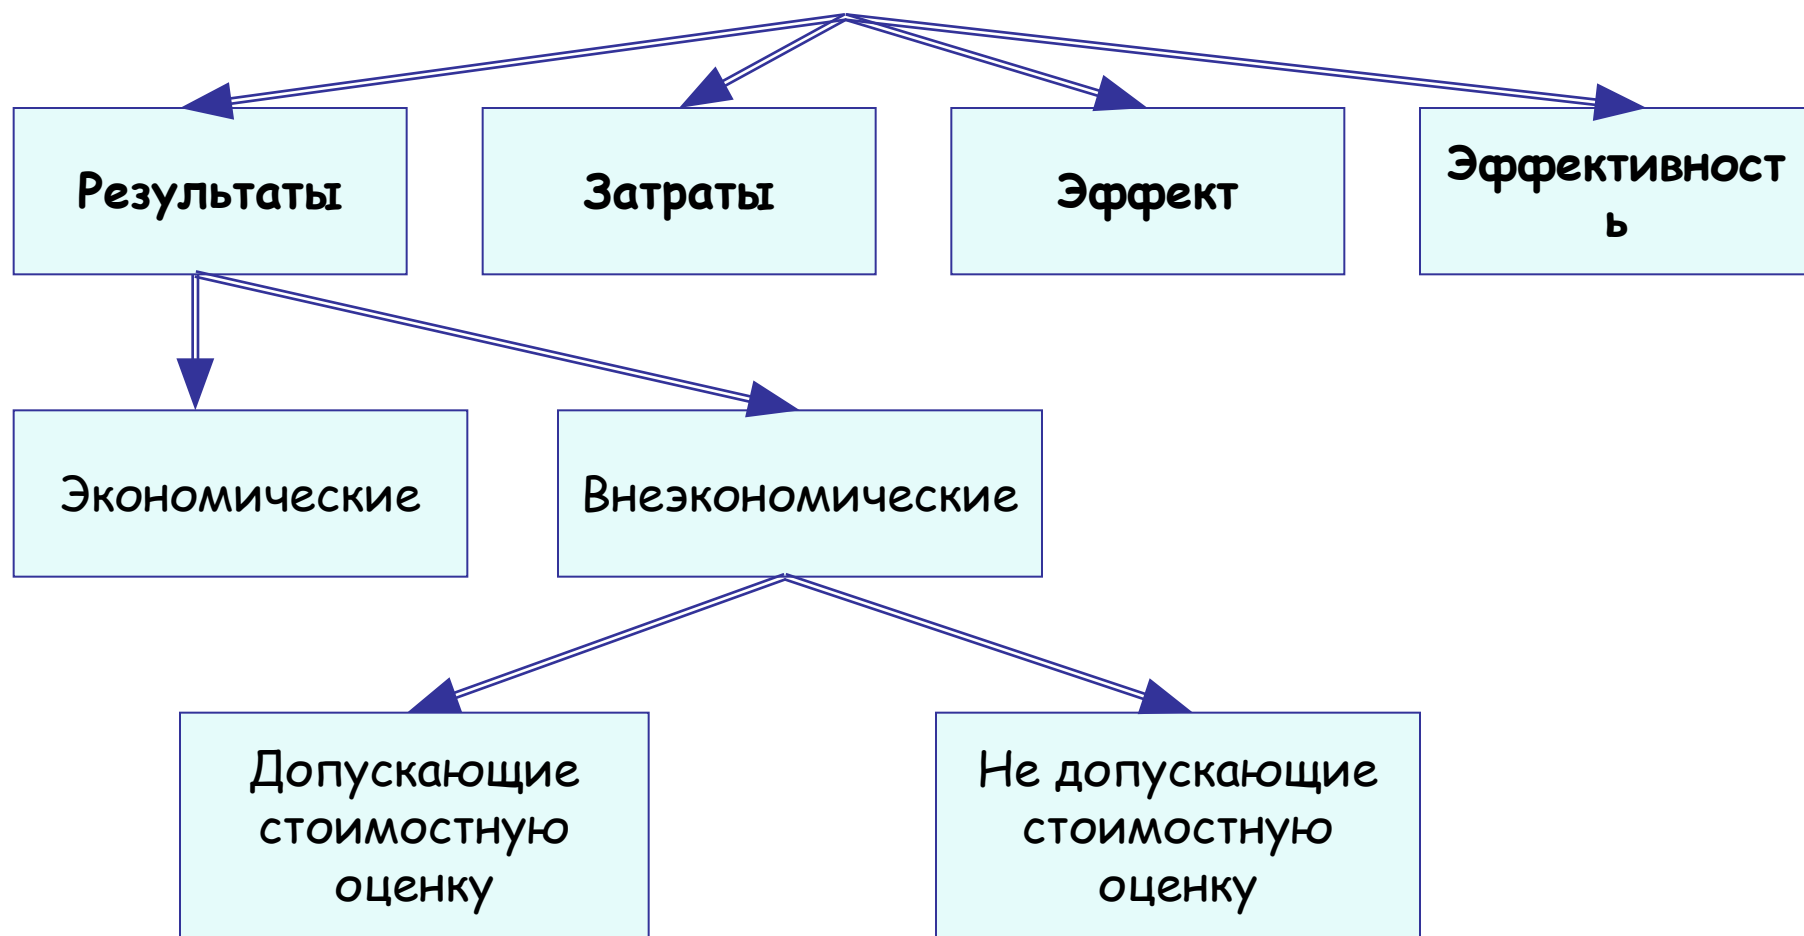 Результаты
Затраты
Эффект
Эффективност
ь
Экономические
Внеэкономические
Допускающие
стоимостную
оценку
Не допускающие
стоимостную
оценку